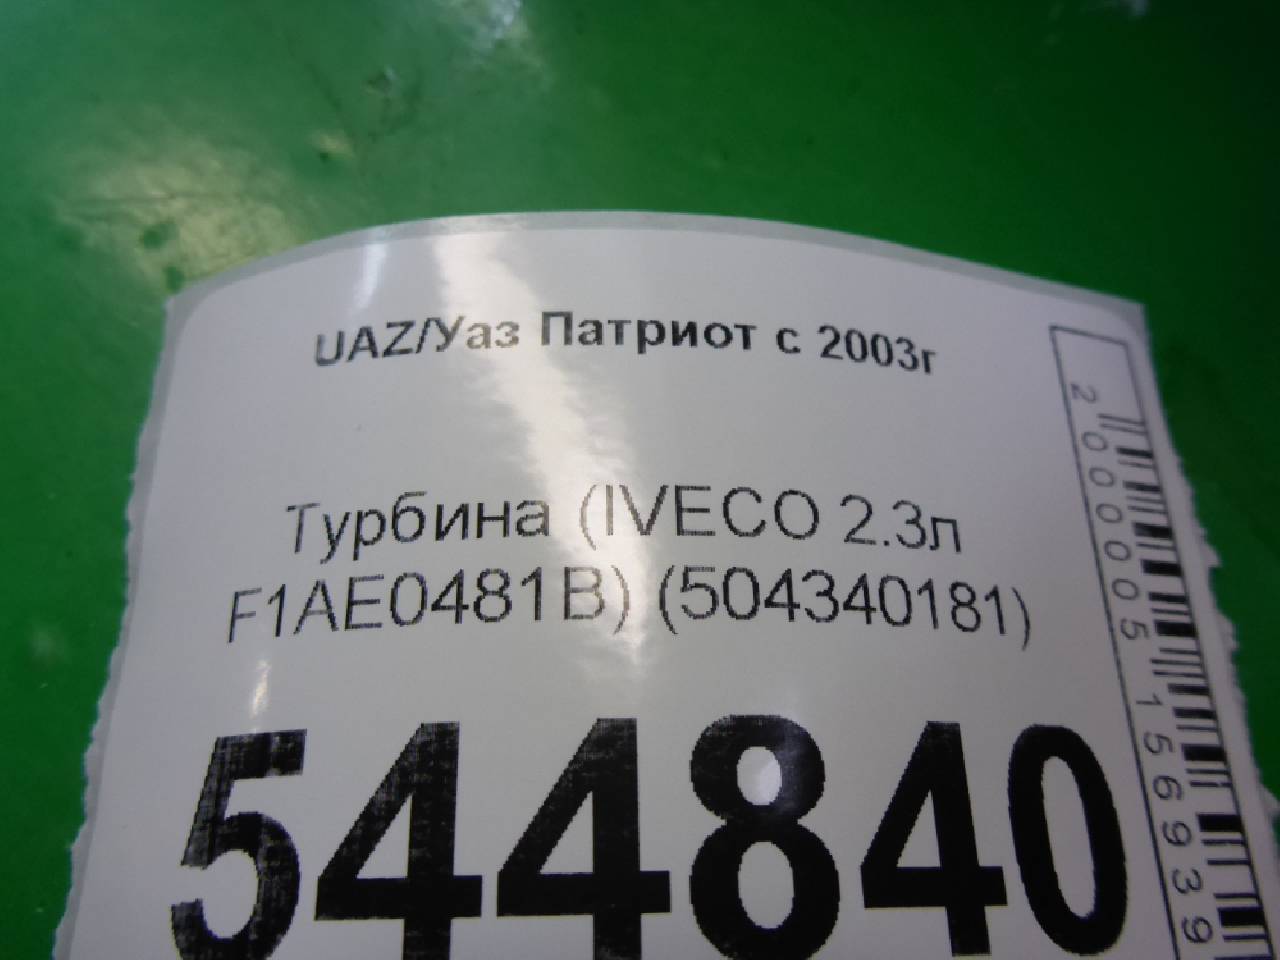 UAZ/Уаз Патриот с 2003г
Турбина (IVECO 2.3л
F1AE0481B) (504340181)
544840
2000005156939